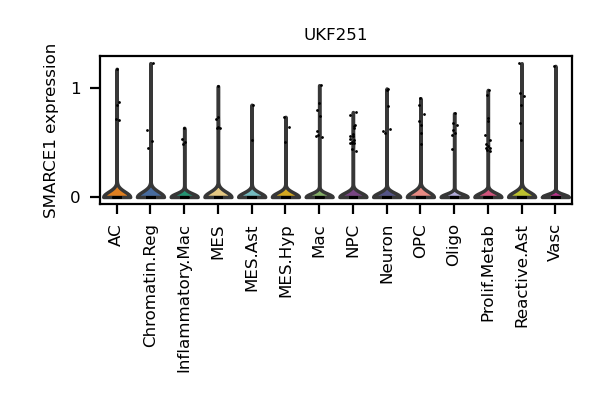 UKF251
SMARCE1 expression
1
0
AC
Chromatin.Reg
Inflammatory.Mac
MES
MES.Ast
MES.Hyp
Mac
NPC
Neuron
OPC
Oligo
Prolif.Metab
Reactive.Ast
Vasc